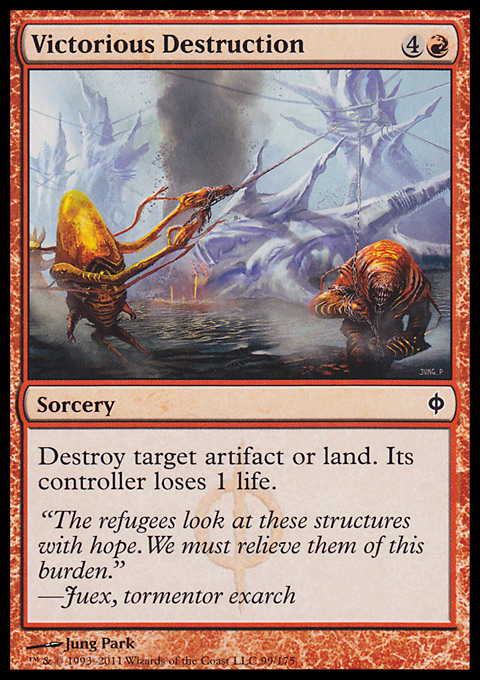 Victorious Destruction 4
JUNG.P
Sorcery
Destroy target artifact or land. Its
controller loses 1 life.
“The refugees look at these structures
with hope. We must relieve them of this
burden.”
—Juex, tormentor exarch
Jung Park
™ & © 1993–2011 Wizards of the Coast LLC 99/175